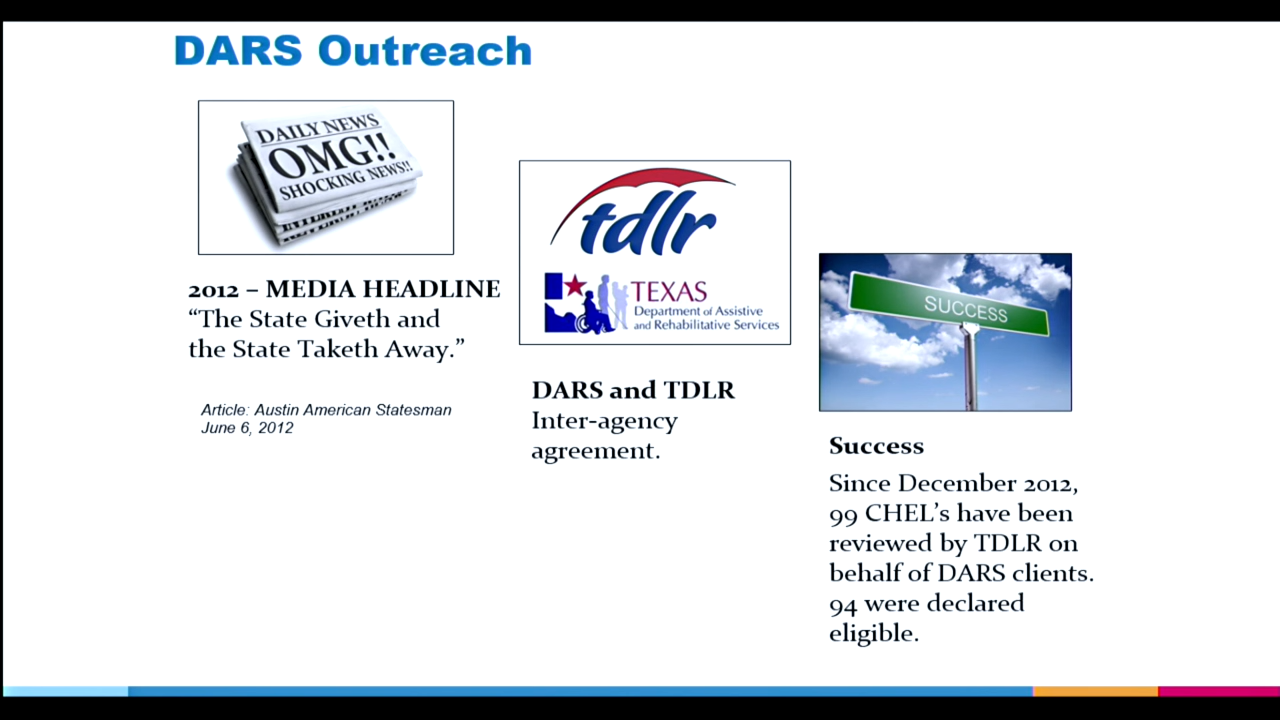 DARS Outreach
DAILY NEWS
OMG!!
SHOCKING NEWS!!
2012 – MEDIA HEADLINE
“The State Giveth and
the State Taketh Away.”
Article: Austin American Statesman
June 6, 2012
tdlr
TEXAS
Department of Assistive
and Rehabilitative Services
DARS and TDLR
Inter-agency
agreement.
SUCCESS
Success
Since December 2012,
99 CHEL’s have been
reviewed by TDLR on
behalf of DARS clients.
94 were declared
eligible.